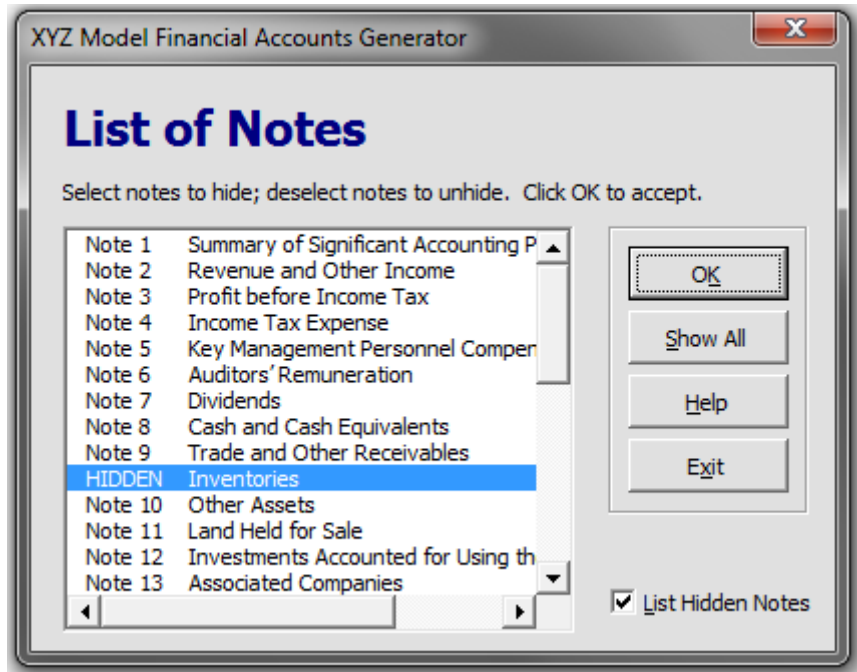 XYZ Model Financial Accounts Generator
List of Notes
Select notes to hide; deselect notes to unhide. Click OK to accept.
Note 1 Summary of Significant Accounting P
Note 2 Revenue and Other Income
Note 3 Profit before Income Tax
Note 4 Income Tax Expense
Note 5 Key Management Personnel Compen
Note 6 Auditors' Remuneration
Note 7 Dividends
Note 8 Cash and Cash Equivalents
Note 9 Trade and Other Receivables
HIDDEN Inventories
Note 10 Other Assets
Note 11 Land Held for Sale
Note 12 Investments Accounted for Using th
Note 13 Associated Companies
OK
Show All
Help
Exit
List Hidden Notes